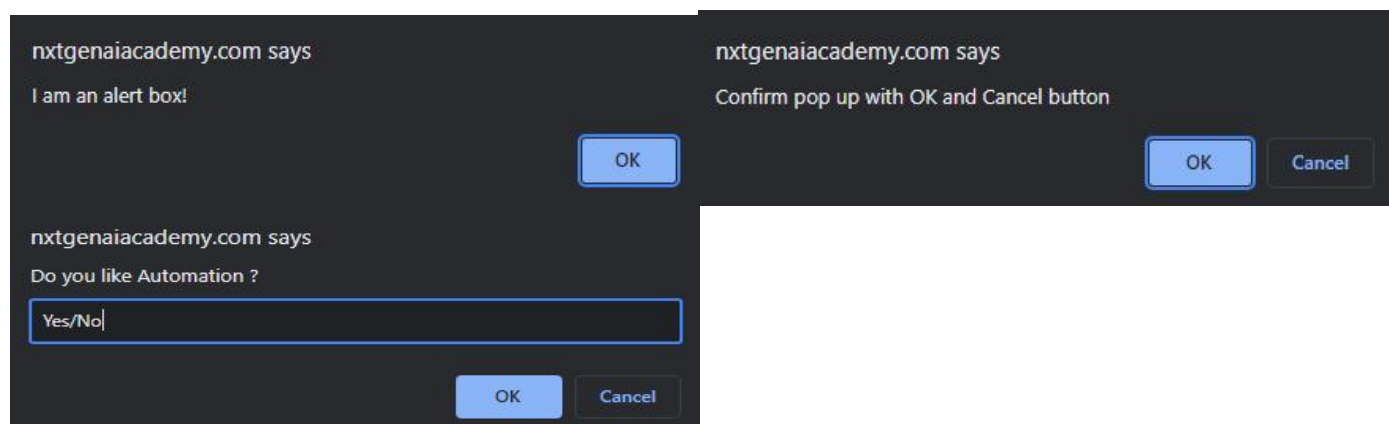 nxtgenaiacademy.com says
I am an alert box!
OK
nxtgenaiacademy.com says
Confirm pop up with OK and Cancel button
OK Cancel
nxtgenaiacademy.com says
Do you like Automation ?
Yes/No
OK Cancel